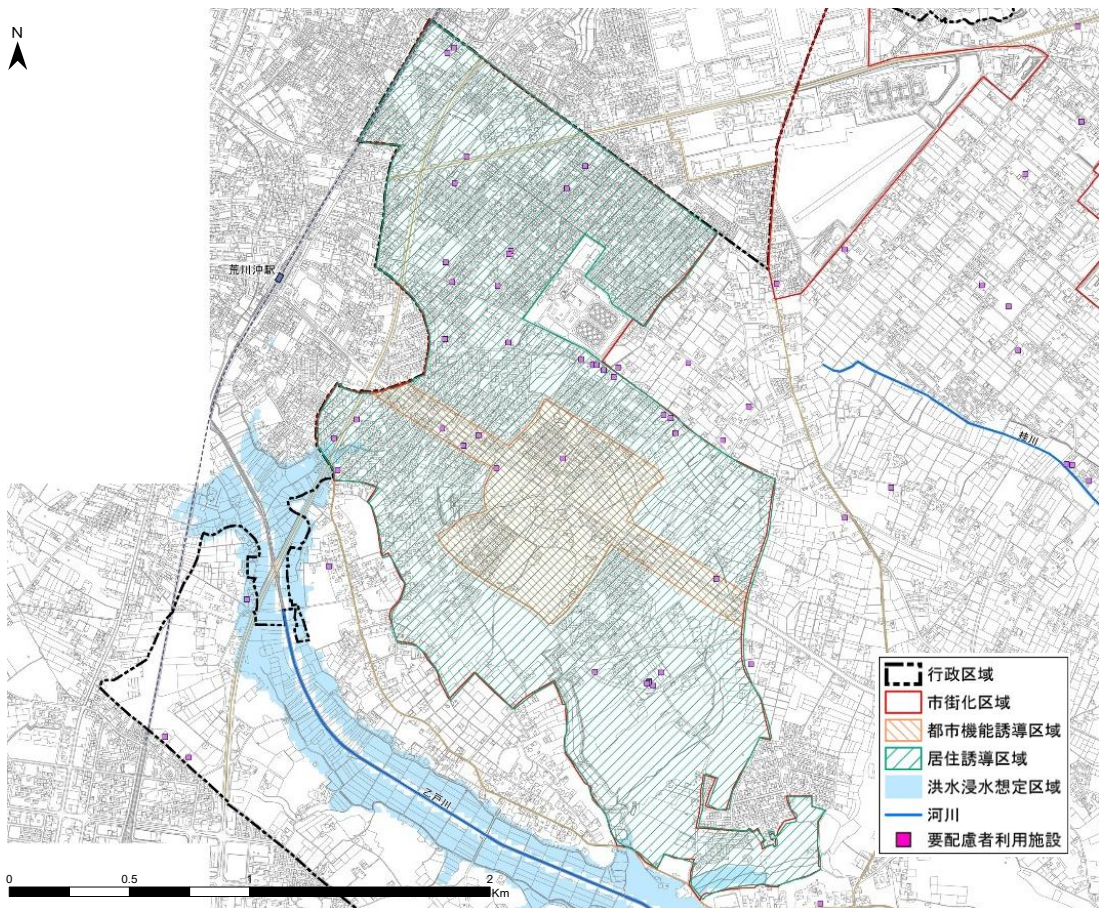 N
荒川沖駅
桂川
乙戸川
行政区域
市街化区域
都市機能誘導区域
居住誘導区域
洪水浸水想定区域
河川
要配慮者利用施設
0 0.5 1 2
Km